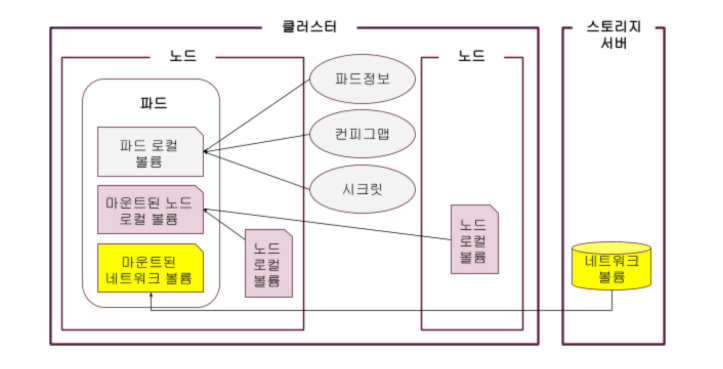 클러스터
스토리지
서버
노드
노드
파드
파드정보
파드 로컬
볼륨
컨피그맵
시크릿
마운트된 노드
로컬 볼륨
노드
로컬
볼륨
노드
로컬
볼륨
마운트된
네트워크 볼륨
네트워크
볼륨